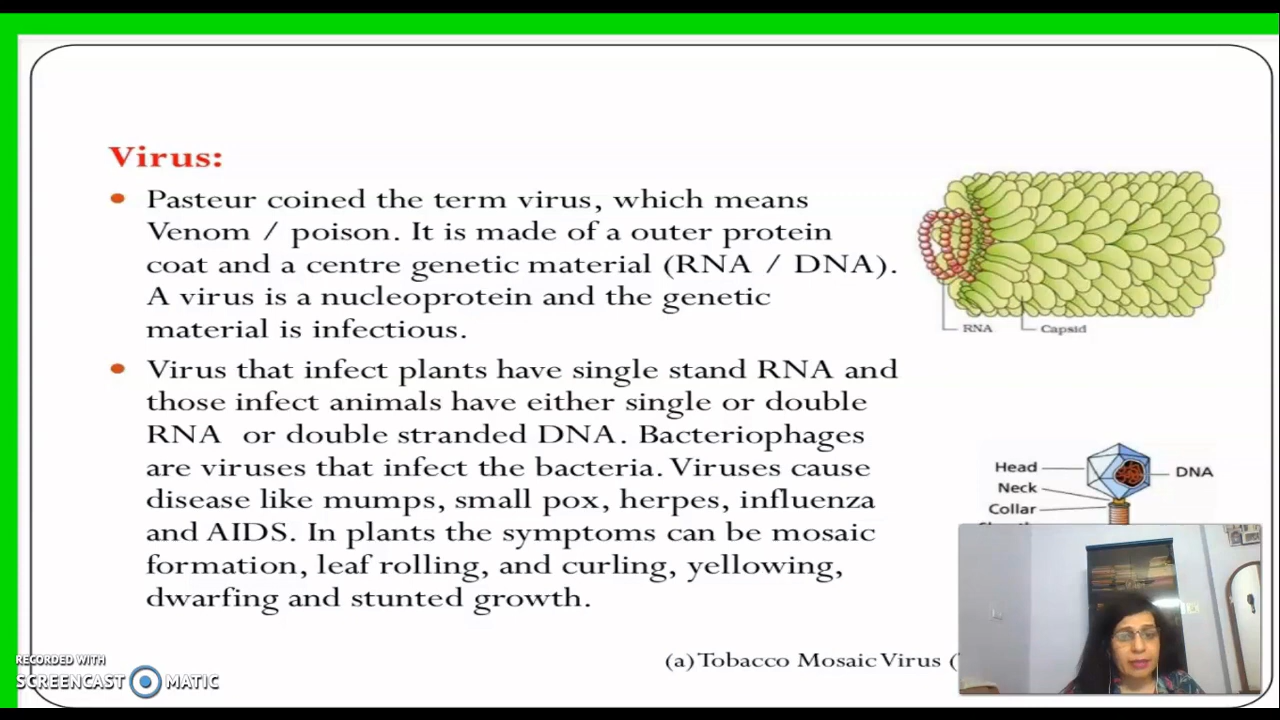 Virus:
Pasteur coined the term virus, which means
Venom / poison. It is made of a outer protein
coat and a centre genetic material (RNA / DNA).
A virus is a nucleoprotein and the genetic
material is infectious.
Virus that infect plants have single stand RNA and
those infect animals have either single or double
RNA or double stranded DNA. Bacteriophages
are viruses that infect the bacteria. Viruses cause
disease like mumps, small pox, herpes, influenza
and AIDS. In plants the symptoms can be mosaic
formation, leaf rolling, and curling, yellowing,
dwarfing and stunted growth.
RNA
Capsid
Head
DNA
Neck
Collar
(a) Tobacco Mosaic Virus (
RECORDED WITH
SCREENCAST MATIC